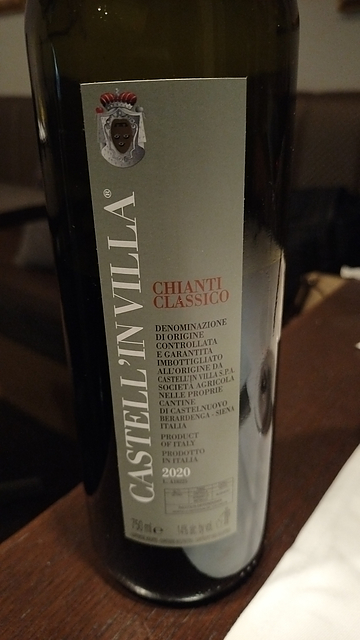 CASTELL'IN VILLA®
CHIANTI
CLASSICO
DENOMINAZIONE
DI ORIGINE
CONTROLLATA
E GARANTITA
IMBOTTIGLIATO
ALL'ORIGINE DA
CASTELL'IN VILLA S.P.A.
SOCIETÀ AGRICOLA
NELLE PROPRIE
CANTINE
DI CASTELNUOVO
BERARDENGA - SIENA
ITALIA
PRODUCT
OF ITALY
PRODOTTO
IN ITALIA
2020
750 ml e